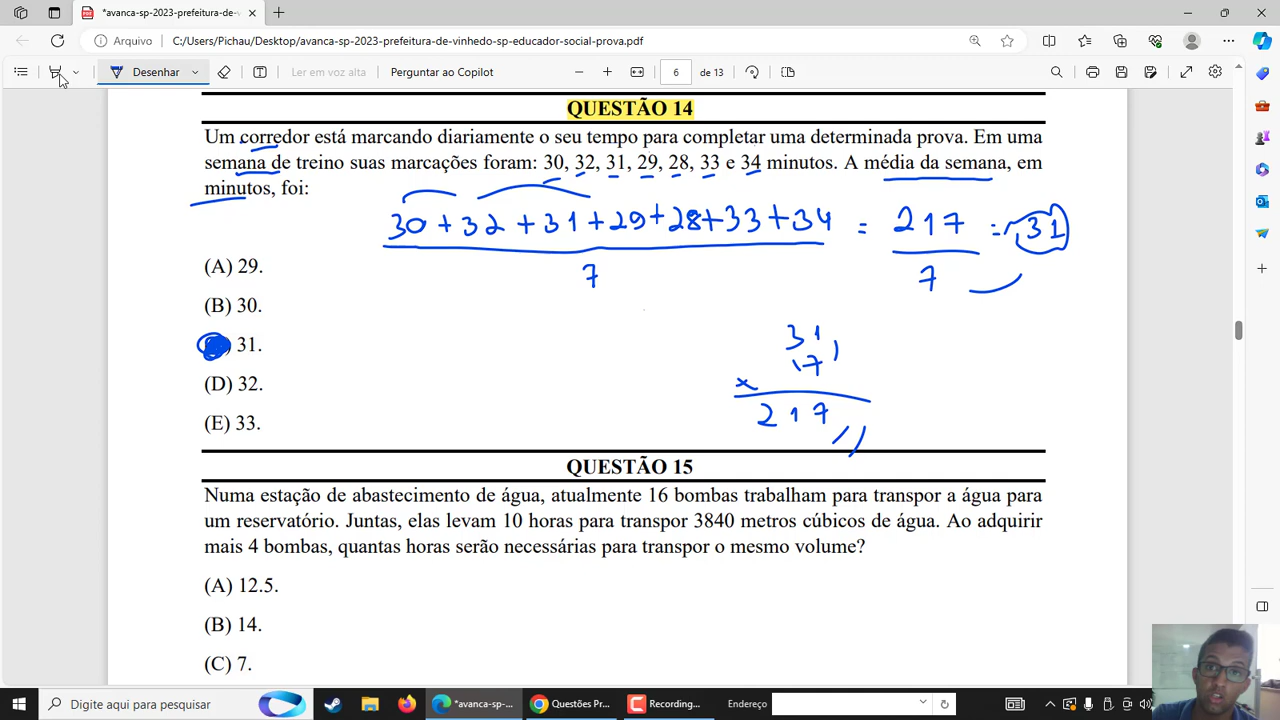 *avanca-sp-2023-prefeitura-de-v
Arquivo C:/Users/Pichau/Desktop/avanca-sp-2023-prefeitura-de-vinhedo-sp-educador-social-prova.pdf
Desenhar Ler em voz alta Perguntar ao Copilot 6 de 13
QUESTÃO 14
Um corredor está marcando diariamente o seu tempo para completar uma determinada prova. Em uma
semana de treino suas marcações foram: 30, 32, 31, 29, 28, 33 e 34 minutos. A média da semana, em
minutos, foi:
30 + 32 + 31 + 29 + 28 + 33 + 34 = 217 = 31
7 7
(A) 29.
(B) 30.
) 31.
(D) 32.
(E) 33.
31
x 7
217
QUESTÃO 15
Numa estação de abastecimento de água, atualmente 16 bombas trabalham para transpor a água para
um reservatório. Juntas, elas levam 10 horas para transpor 3840 metros cúbicos de água. Ao adquirir
mais 4 bombas, quantas horas serão necessárias para transpor o mesmo volume?
(A) 12.5.
(B) 14.
(C) 7.
Digite aqui para pesquisar *avanca-sp-... Questões Pr... Recording... Endereço